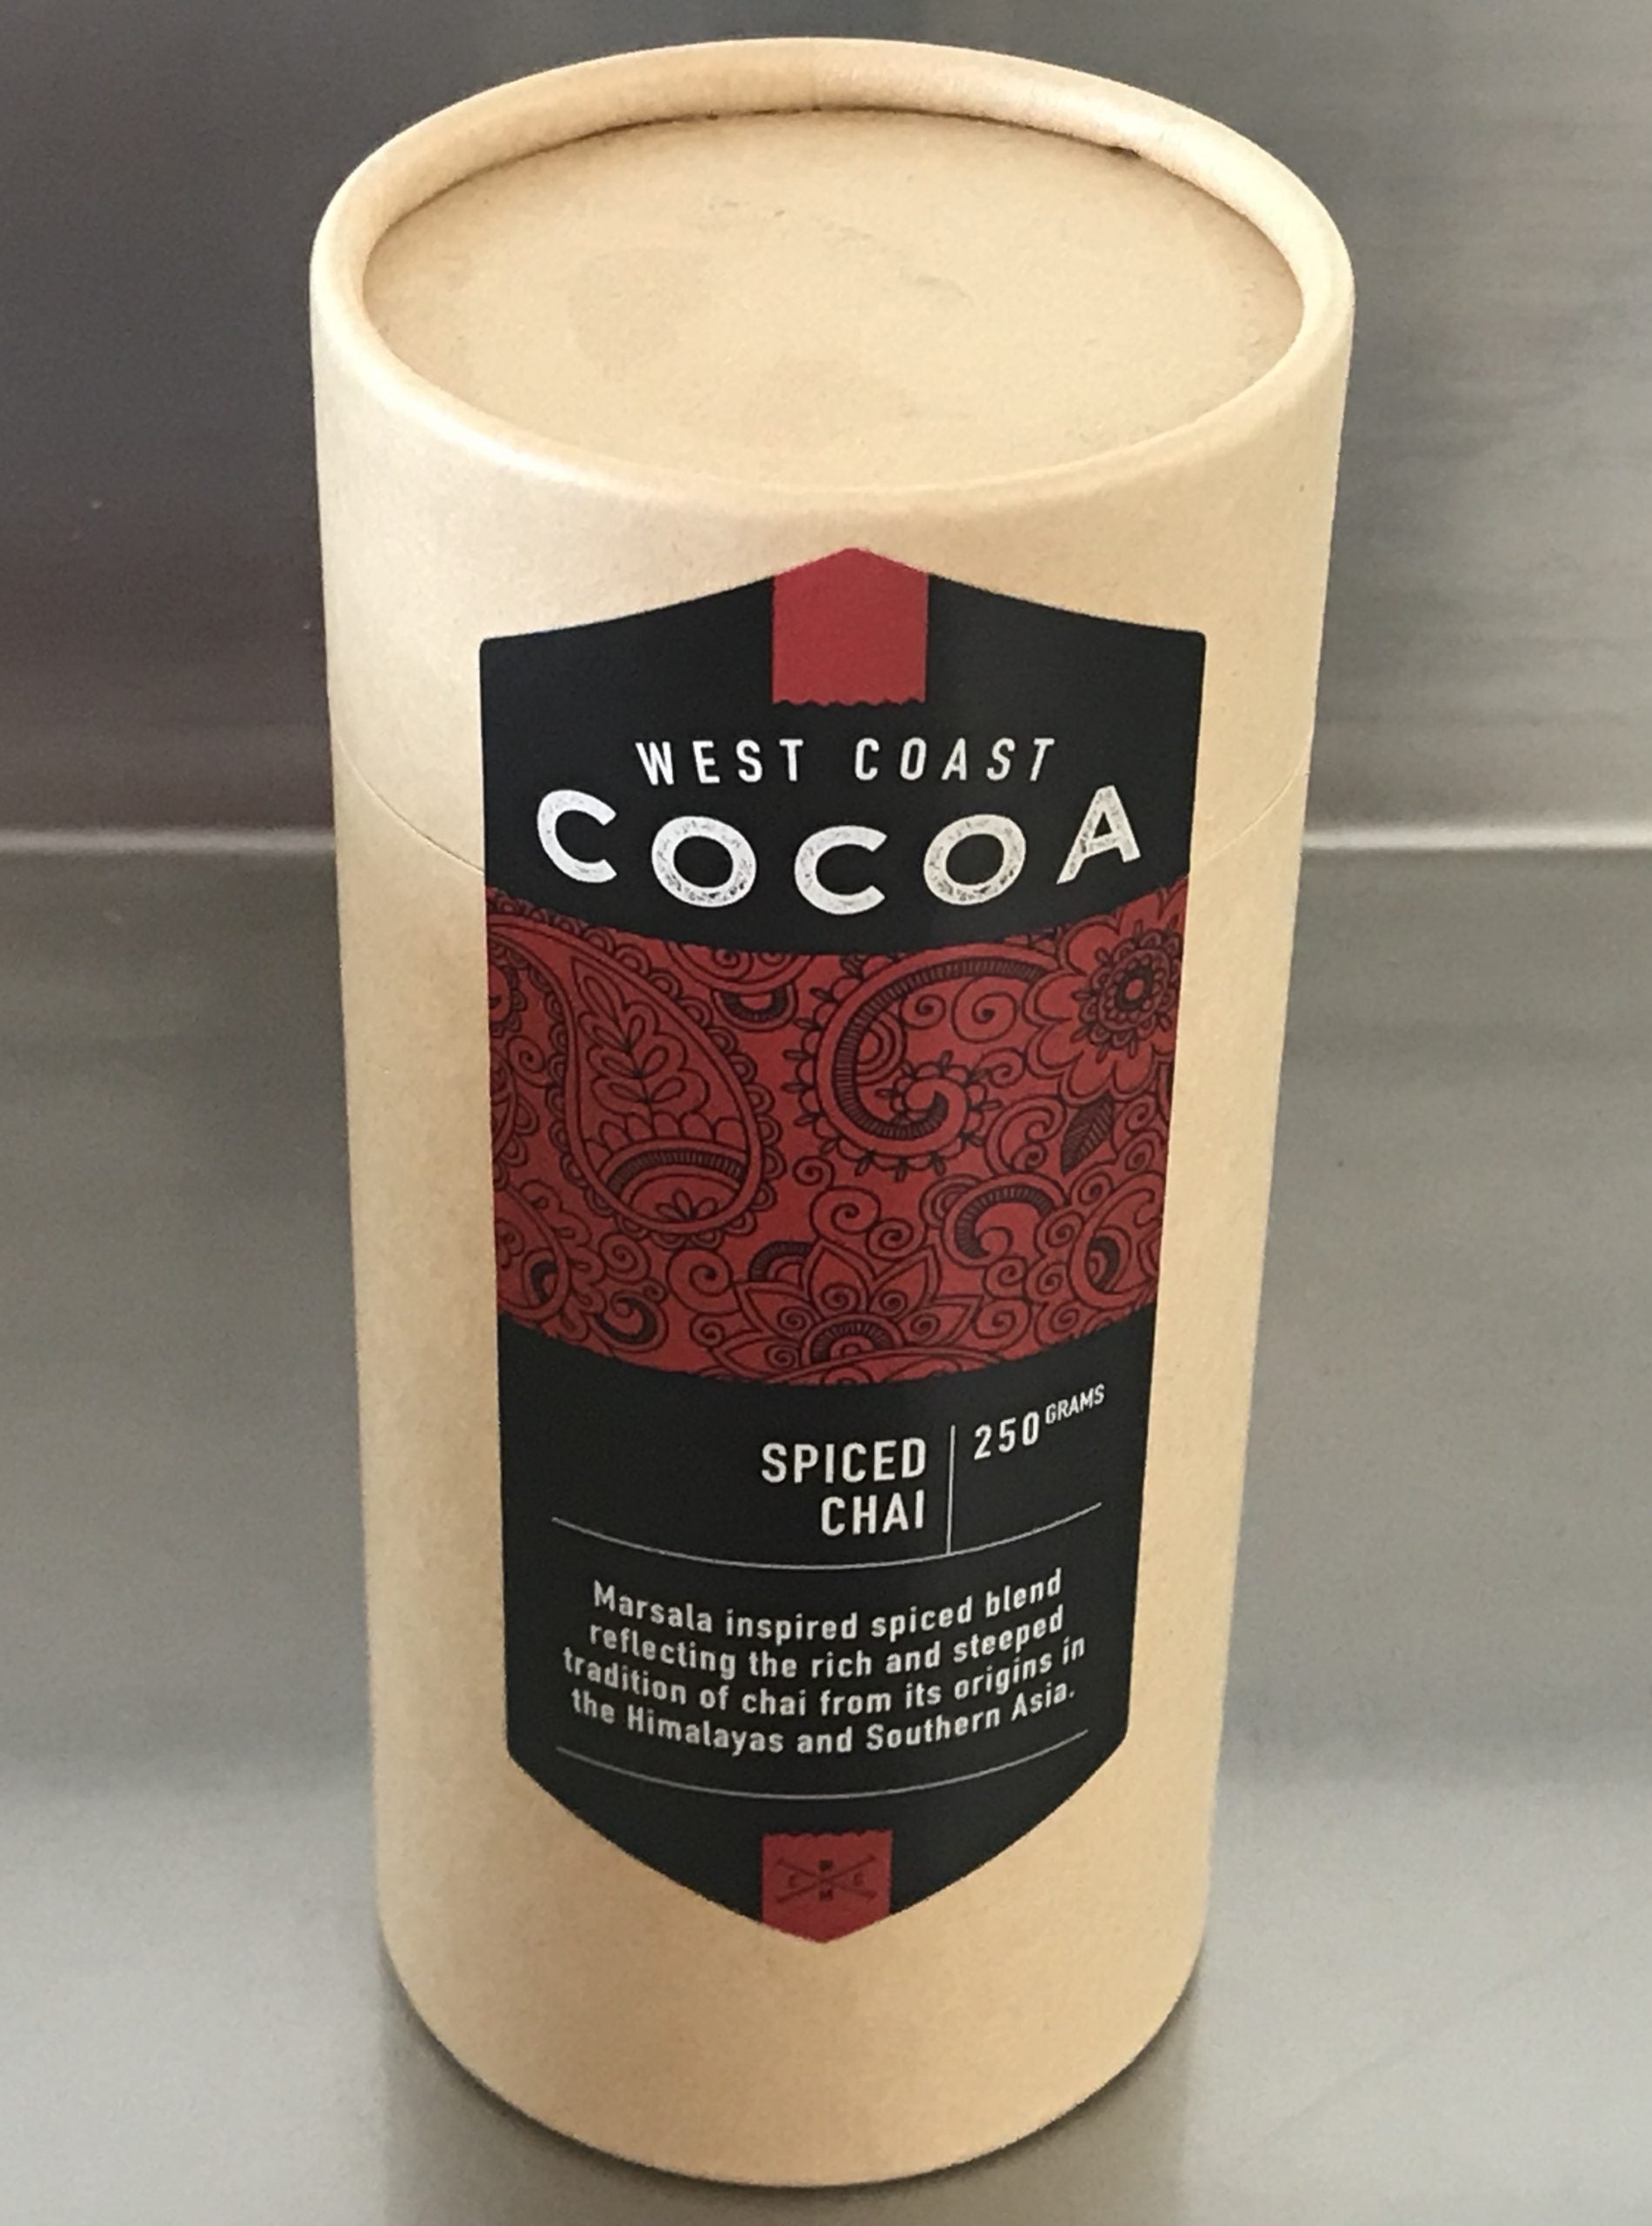 WEST COAST
COCOA
SPICED
CHAI
250 GRAMS
Marsala inspired spiced blend
reflecting the rich and steeped
tradition of chai from its origins in
the Himalayas and Southern Asia.